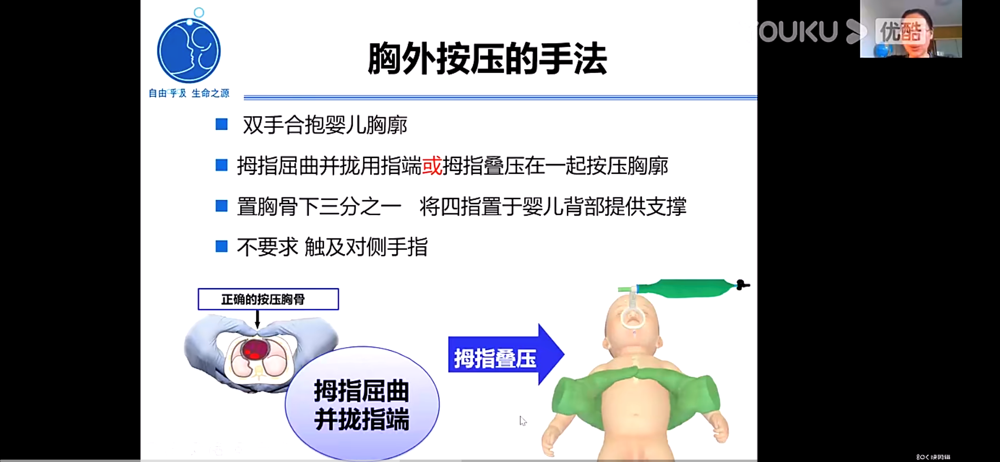 YOUKU 优酷
胸外按压的手法
自由呼及 生命之源
双手合抱婴儿胸廓
拇指屈曲并拢用指端或拇指叠压在一起按压胸廓
置胸骨下三分之一 将四指置于婴儿背部提供支撑
不要求 触及对侧手指
正确的按压胸骨
拇指叠压
拇指屈曲
并拢指端